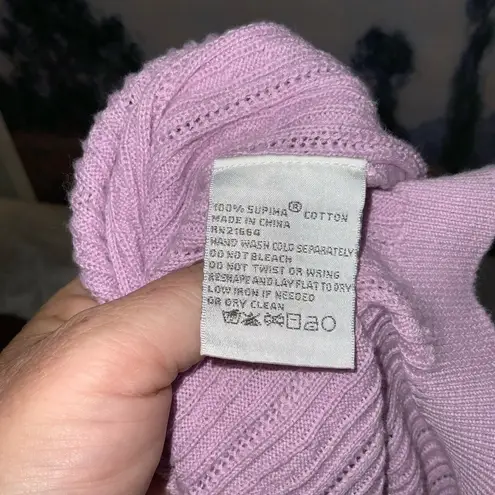 100% SUPIMA® COTTON
MADE IN CHINA
RN21664
HAND WASH COLD SEPARATELY
DO NOT BLEACH
DO NOT TWIST OR WRING
RESHAPE AND LAY FLAT TO DRY
LOW IRON IF NEEDED
OR DRY CLEAN